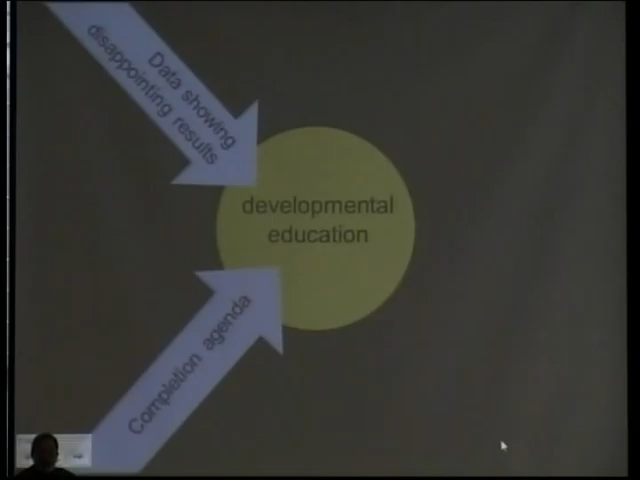 Data showing
disappointing results
developmental
education
Completion agenda